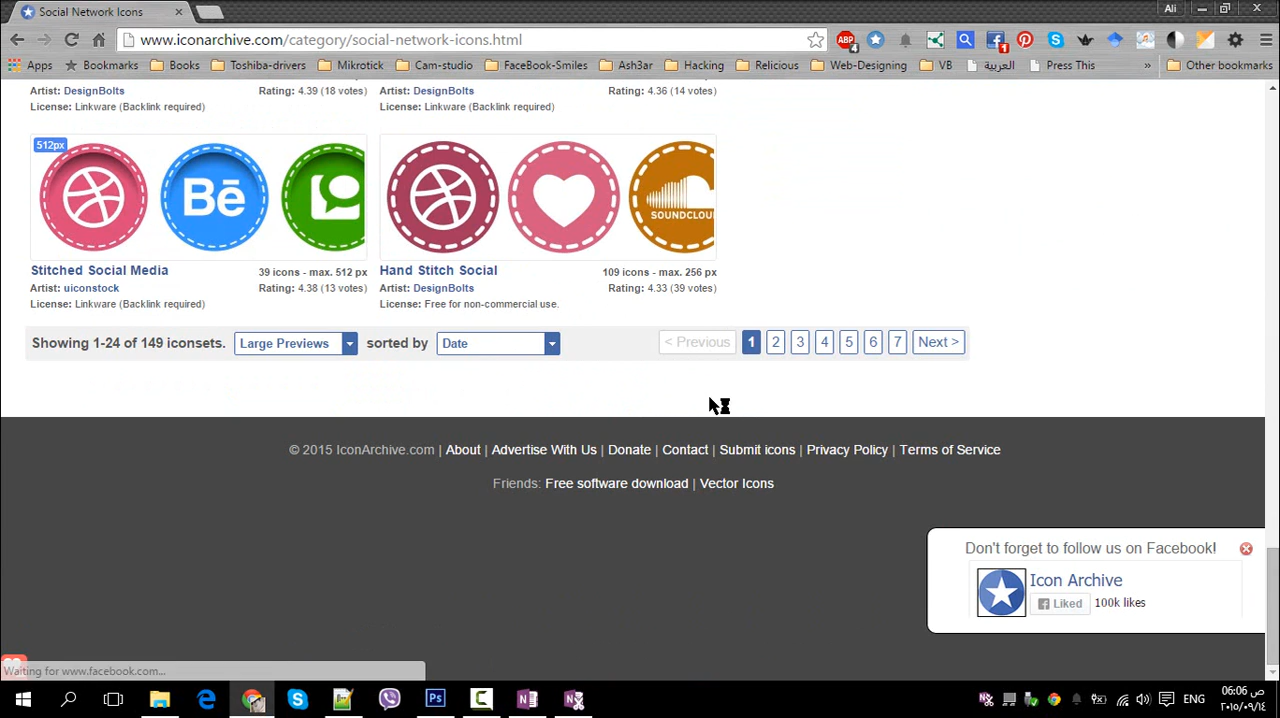 Social Network Icons
Ali
www.iconarchive.com/category/social-network-icons.html
ABP
4
1
Apps Bookmarks Books Toshiba-drivers Mikrotick Cam-studio FaceBook-Smiles Ash3ar Hacking Relicious Web-Designing VB العربية Press This » Other bookmarks
Artist: DesignBolts Rating: 4.39 (18 votes) Artist: DesignBolts Rating: 4.36 (14 votes)
License: Linkware (Backlink required) License: Linkware (Backlink required)
512px
Bē
SOUNDCLOU
Stitched Social Media 39 icons - max. 512 px Hand Stitch Social 109 icons - max. 256 px
Artist: uiconstock Rating: 4.38 (13 votes) Artist: DesignBolts Rating: 4.33 (39 votes)
License: Linkware (Backlink required) License: Free for non-commercial use.
Showing 1-24 of 149 iconsets. Large Previews sorted by Date < Previous 1 2 3 4 5 6 7 Next >
© 2015 IconArchive.com | About | Advertise With Us | Donate | Contact | Submit icons | Privacy Policy | Terms of Service
Friends: Free software download | Vector Icons
Don't forget to follow us on Facebook!
Icon Archive
Liked 100k likes
Waiting for www.facebook.com...
Ps
ENG
06:06 ص
٢٠١٥/٠٩/١٤